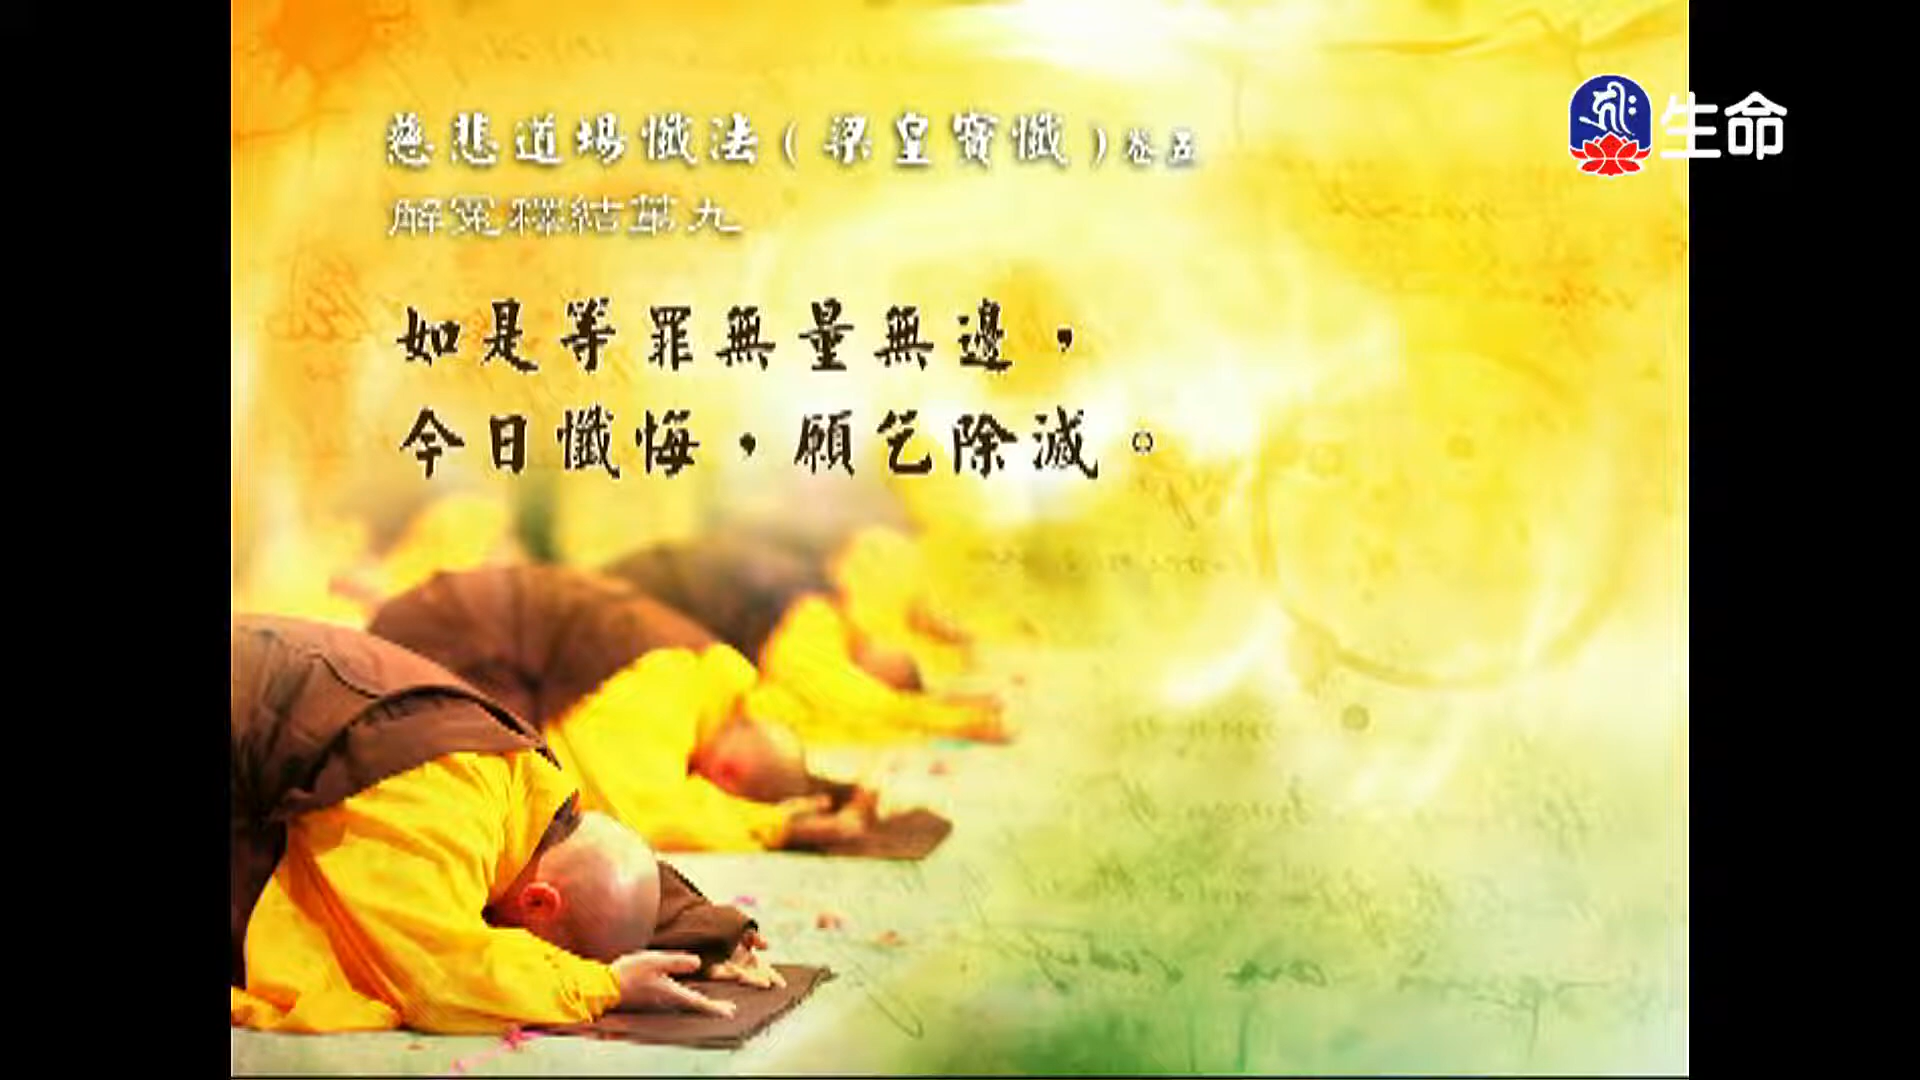 慈悲道場懺法(梁皇寶懺)卷五
解冤釋結第九
如是等罪無量無邊，
今日懺悔，願乞除滅。
生命